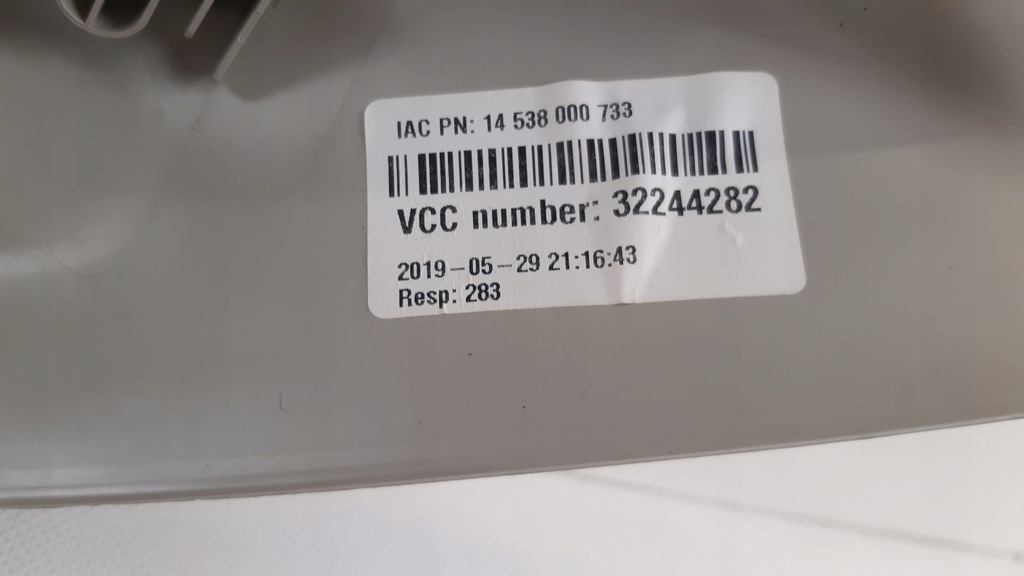 IAC PN: 14 538 000 733
VCC number: 32244282
2019-05-29 21:16:43
Resp: 283